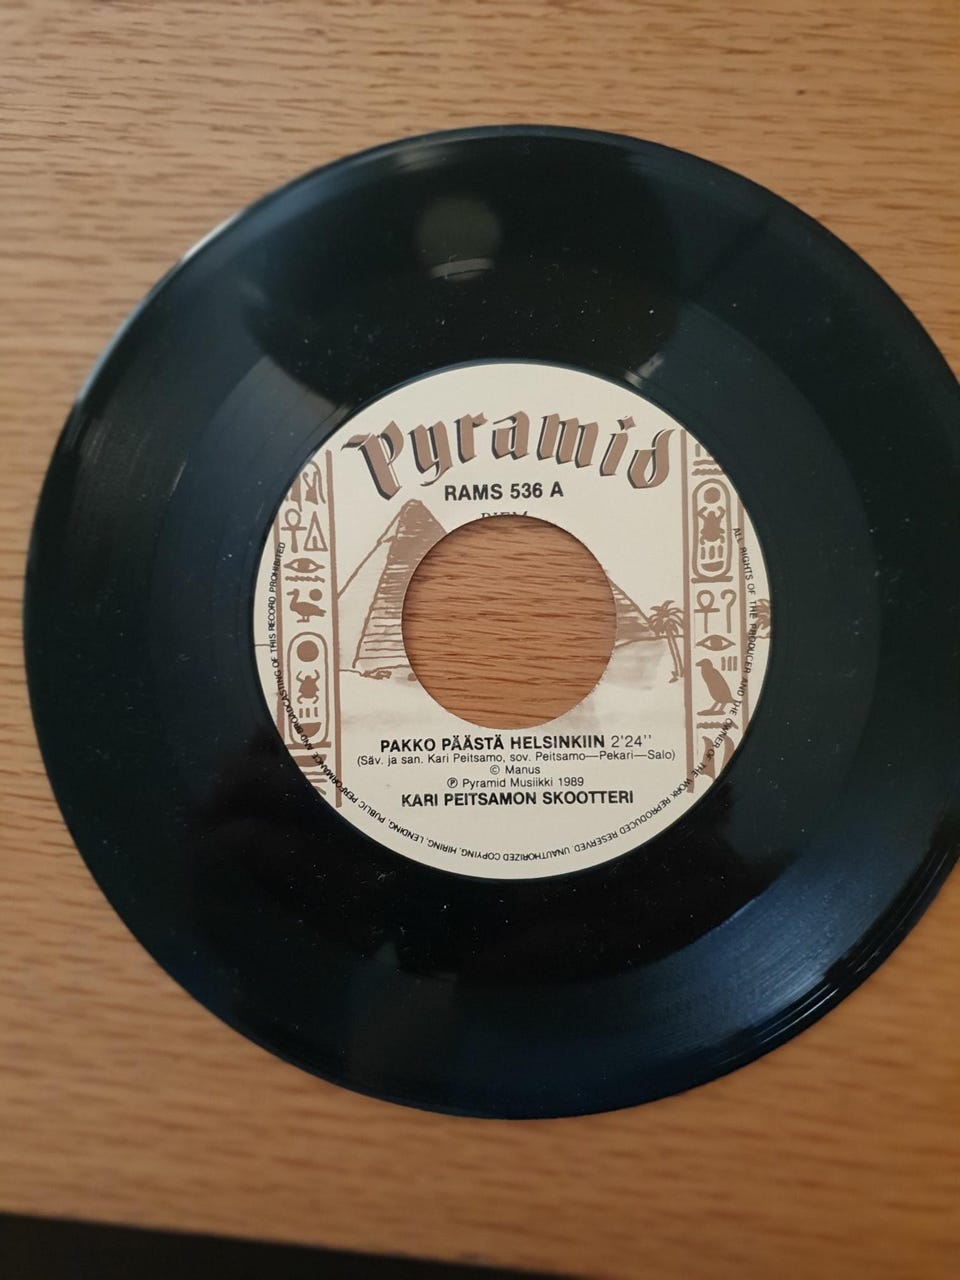 Pyramid
RAMS 536 A
PAKKO PÄÄSTÄ HELSINKIIN 2'24''
(Säv. ja san. Kari Peitsamo, sov. Peitsamo—Pekari—Salo)
© Manus
℗ Pyramid Musiikki 1989
KARI PEITSAMON SKOOTTERI
ALL RIGHTS OF THE PRODUCER AND THE OWNER OF THE WORK REPRODUCED RESERVED. UNAUTHORIZED COPYING, HIRING, LENDING, PUBLIC PERFORMANCE AND BROADCASTING OF THIS RECORD PROHIBITED